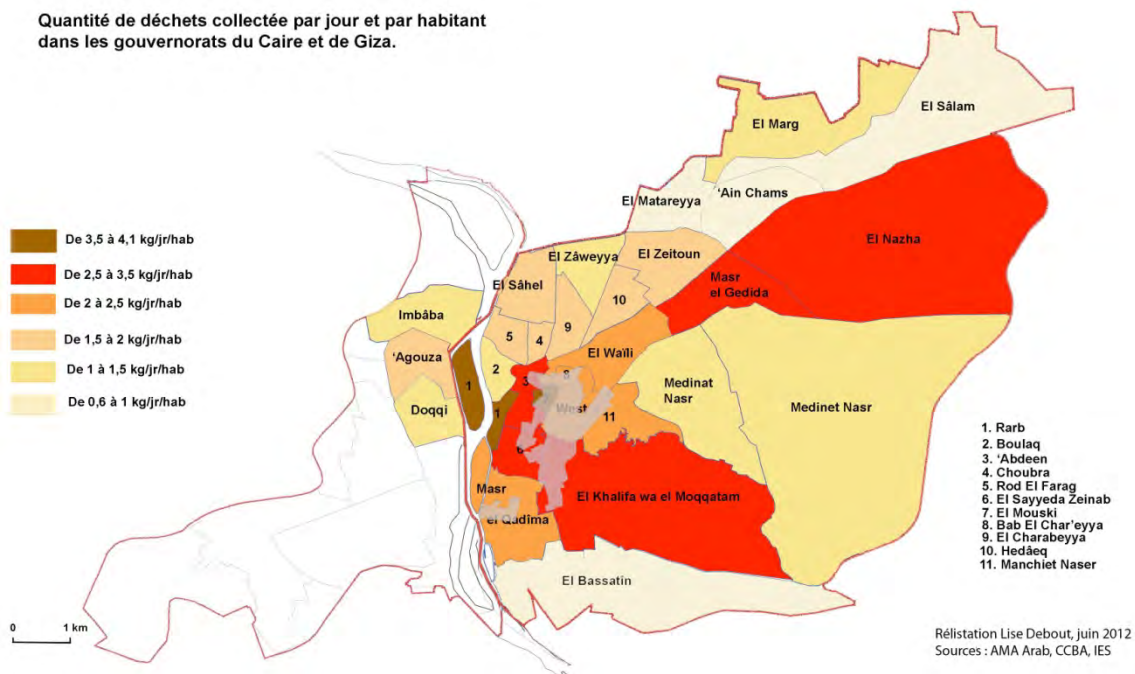 Quantité de déchets collectée par jour et par habitant
dans les gouvernorats du Caire et de Giza.
El Sâlam
El Marg
'Ain Chams
El Matareyya
El Nazha
De 3,5 à 4,1 kg/jr/hab
De 2,5 à 3,5 kg/jr/hab
De 2 à 2,5 kg/jr/hab
De 1,5 à 2 kg/jr/hab
De 1 à 1,5 kg/jr/hab
De 0,6 à 1 kg/jr/hab
El Zâweyya
El Zeitoun
El Sâhel
Masr
el Gedida
10
9
Imbâba
5
4
El Waïli
'Agouza
2
3
8
1
Medinat
Nasr
Medinet Nasr
Doqqi
1
West
11
6
Masr
el Qadîma
El Khalifa wa el Moqqatam
El Bassatin
1. Rarb
2. Boulaq
3. 'Abdeen
4. Choubra
5. Rod El Farag
6. El Sayyeda Zeinab
7. El Mouski
8. Bab El Char'eyya
9. El Charabeyya
10. Hedâeq
11. Manchiet Naser
0 1 km
Rélistation Lise Debout, juin 2012
Sources : AMA Arab, CCBA, IES